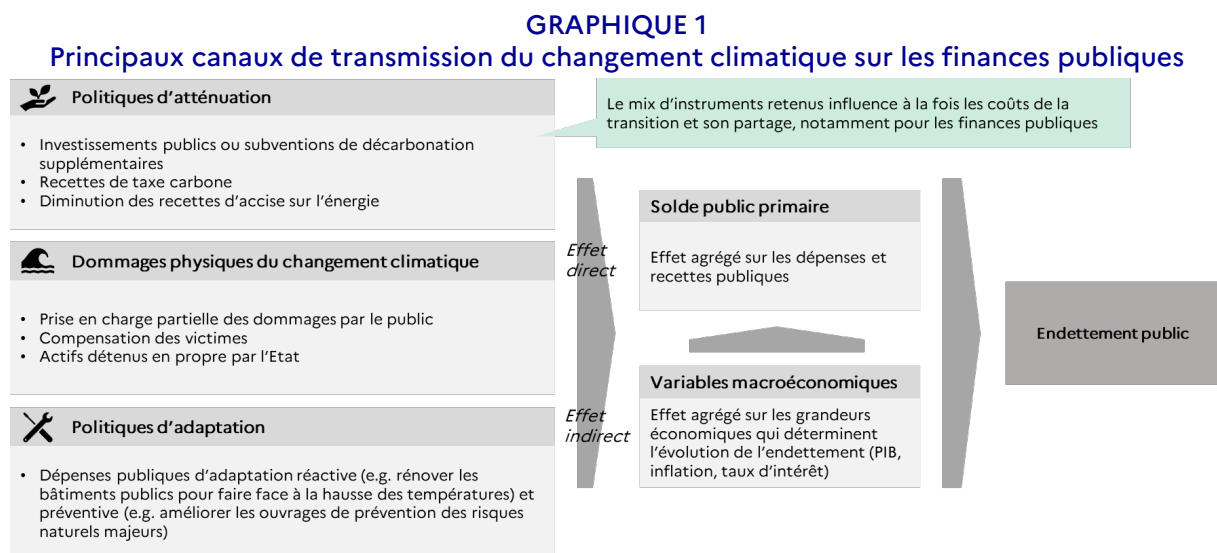 GRAPHIQUE 1
Principaux canaux de transmission du changement climatique sur les finances publiques
Politiques d'atténuation
• Investissements publics ou subventions de décarbonation
supplémentaires
• Recettes de taxe carbone
• Diminution des recettes d'accise sur l'énergie
Le mix d'instruments retenus influence à la fois les coûts de la
transition et son partage, notamment pour les finances publiques
Dommages physiques du changement climatique
• Prise en charge partielle des dommages par le public
• Compensation des victimes
• Actifs détenus en propre par l'Etat
Politiques d'adaptation
• Dépenses publiques d'adaptation réactive (e.g. rénover les
bâtiments publics pour faire face à la hausse des températures) et
préventive (e.g. améliorer les ouvrages de prévention des risques
naturels majeurs)
Effet
direct
Effet
indirect
Solde public primaire
Effet agrégé sur les dépenses et
recettes publiques
Variables macroéconomiques
Effet agrégé sur les grandeurs
économiques qui déterminent
l'évolution de l'endettement (PIB,
inflation, taux d'intérêt)
Endettement public